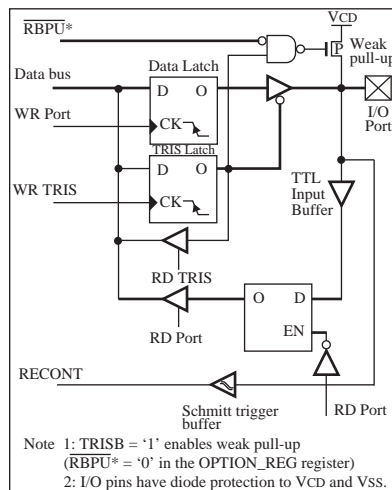 VCD
RBPU*
P
Weak
pull-up
Data bus
Data Latch
D
O
WR Port
CK
I/O
Port
TRIS Latch
D
O
TTL
Input
Buffer
WR TRIS
CK
RD TRIS
O
D
RD Port
EN
RECONT
Schmitt trigger
buffer
RD Port
Note 1: TRISB = ‘1’ enables weak pull-up
(RBPU* = ‘0’ in the OPTION_REG register)
2: I/O pins have diode protection to VCD and VSS.